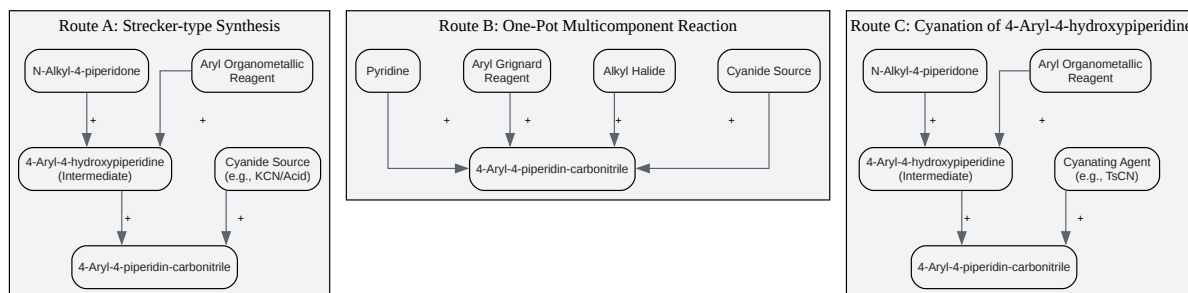 Route A: Strecker-type Synthesis
N-Alkyl-4-piperidone
Aryl Organometallic
Reagent
+
+
4-Aryl-4-hydroxypiperidine
(Intermediate)
Cyanide Source
(e.g., KCN/Acid)
+
+
4-Aryl-4-piperidin-carbonitrile
Route B: One-Pot Multicomponent Reaction
Pyridine
Aryl Grignard
Reagent
Alkyl Halide
Cyanide Source
+
+
+
+
4-Aryl-4-piperidin-carbonitrile
Route C: Cyanation of 4-Aryl-4-hydroxypiperidine
N-Alkyl-4-piperidone
Aryl Organometallic
Reagent
+
+
4-Aryl-4-hydroxypiperidine
(Intermediate)
Cyanating Agent
(e.g., TsCN)
+
+
4-Aryl-4-piperidin-carbonitrile